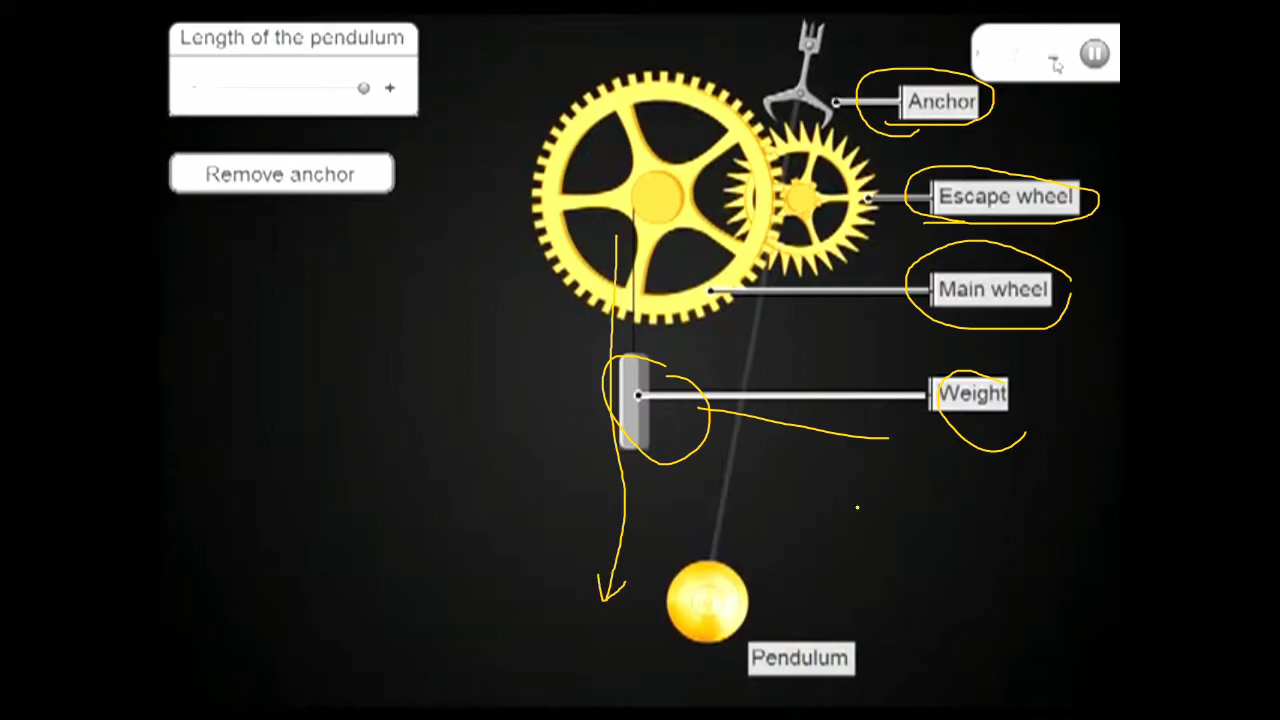 Length of the pendulum
- +
Remove anchor
Anchor
Escape wheel
Main wheel
Weight
Pendulum